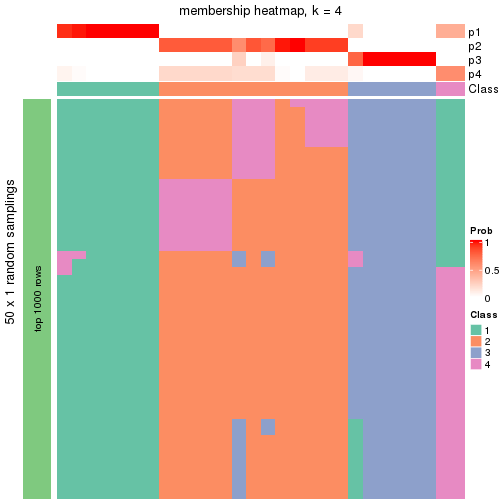 membership heatmap, k = 4
p1
p2
p3
p4
Class
50 x 1 random samplings
top 1000 rows
Prob
1
0.5
0
Class
1
2
3
4